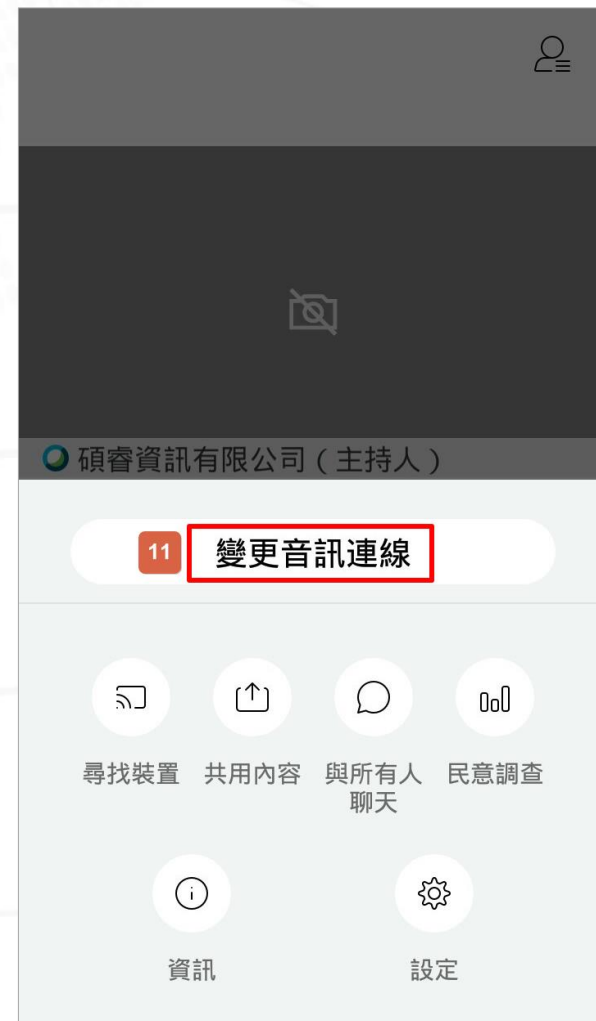 碩睿資訊有限公司（主持人）
11 變更音訊連線
尋找裝置 共用內容 與所有人 民意調查
聊天
資訊 設定